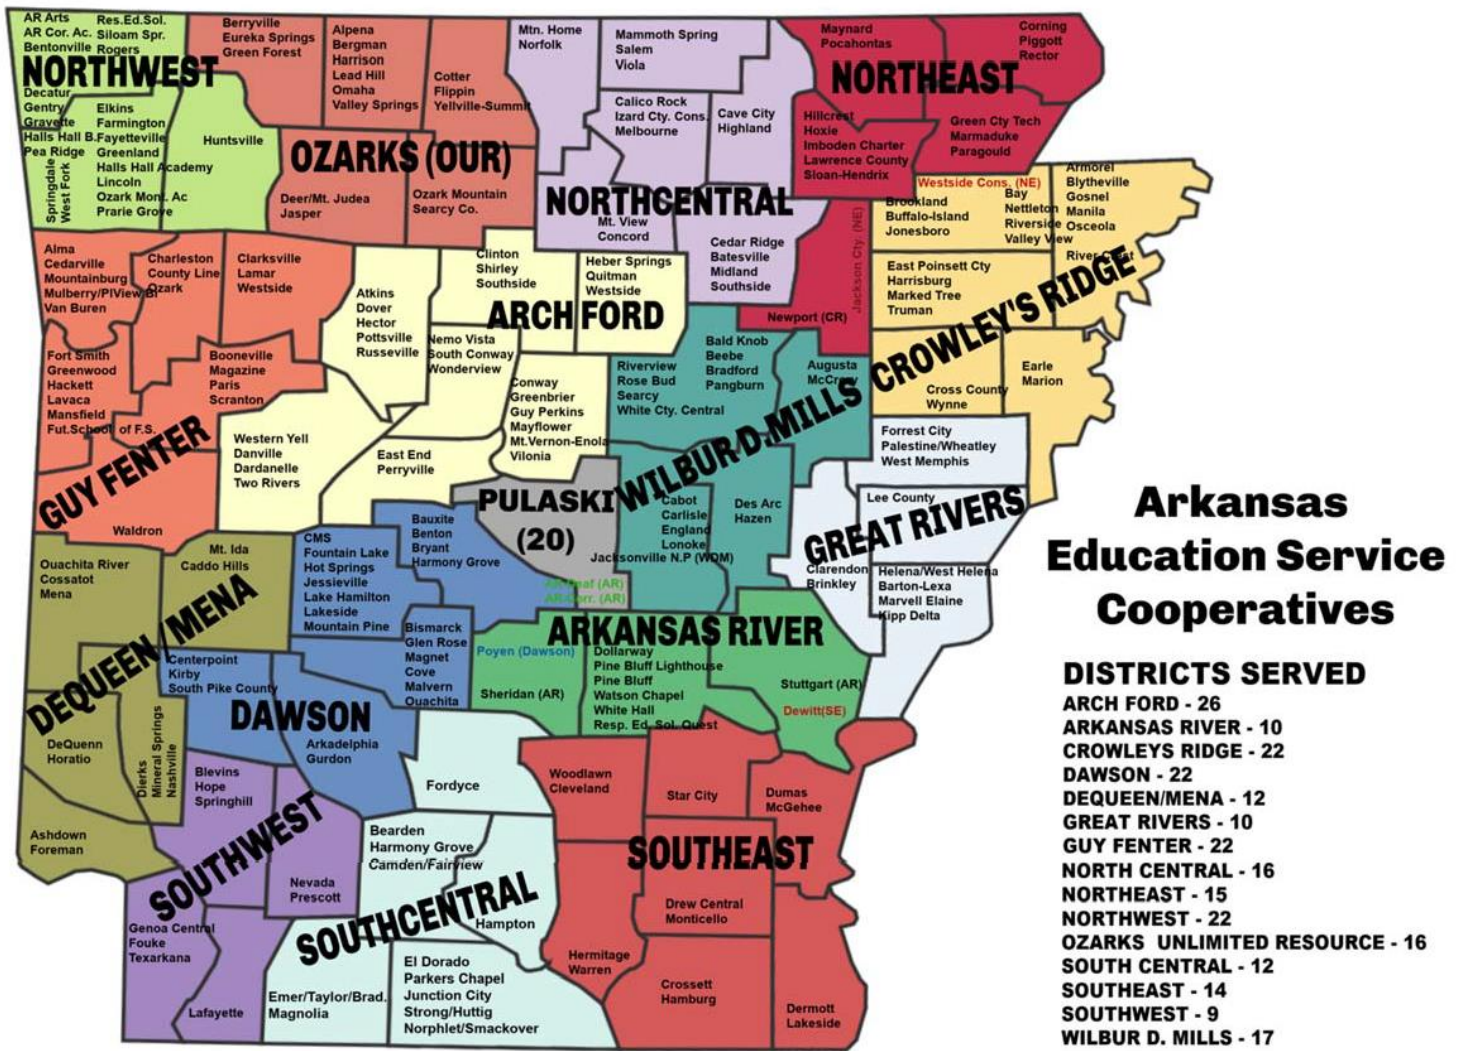 AR Arts
AR Cor. Ac.
Bentonville
Res.Ed.Sol.
Siloam Spr.
Rogers
NORTHWEST
Decatur
Gentry
Gravette
Halls Hall B.
Pea Ridge
Springdale
West Fork
Elkins
Farmington
Fayetteville
Greenland
Halls Hall Academy
Lincoln
Ozark Mont. Ac
Prarie Grove
Huntsville
Berryville
Eureka Springs
Green Forest
Alpena
Bergman
Harrison
Lead Hill
Omaha
Valley Springs
Cotter
Flippin
Yellville-Summit
OZARKS (OUR)
Deer/Mt. Judea
Jasper
Ozark Mountain
Searcy Co.
Mtn. Home
Norfolk
Mammoth Spring
Salem
Viola
Calico Rock
Izard Cty. Cons.
Melbourne
Cave City
Highland
NORTHCENTRAL
Mt. View
Concord
Cedar Ridge
Batesville
Midland
Southside
Maynard
Pocahontas
Corning
Piggott
Rector
NORTHEAST
Hillcrest
Hoxie
Imboden Charter
Lawrence County
Sloan-Hendrix
Green Cty Tech
Marmaduke
Paragould
Jackson Cty. (NE)
Newport (CR)
Westside Cons. (NE)
Brookland
Buffalo-Island
Jonesboro
Bay
Nettleton
Riverside
Valley View
Armorel
Blytheville
Gosnel
Manila
Osceola
River Crest
East Poinsett Cty
Harrisburg
Marked Tree
Truman
CROWLEY'S RIDGE
Cross County
Wynne
Earle
Marion
Alma
Cedarville
Mountainburg
Mulberry/PlView Bi
Van Buren
Charleston
County Line
Ozark
Clarksville
Lamar
Westside
Fort Smith
Greenwood
Hackett
Lavaca
Mansfield
Fut.School of F.S.
Booneville
Magazine
Paris
Scranton
GUY FENTER
Waldron
Clinton
Shirley
Southside
Heber Springs
Quitman
Westside
ARCH FORD
Atkins
Dover
Hector
Pottsville
Russeville
Nemo Vista
South Conway
Wonderview
Conway
Greenbrier
Guy Perkins
Mayflower
Mt.Vernon-Enola
Vilonia
Western Yell
Danville
Dardanelle
Two Rivers
East End
Perryville
Bald Knob
Beebe
Bradford
Pangburn
Riverview
Rose Bud
Searcy
White Cty. Central
Augusta
McCrory
WILBUR D. MILLS
Cabot
Carlisle
England
Lonoke
Jacksonville N.P (WDM)
Des Arc
Hazen
Forrest City
Palestine/Wheatley
West Memphis
Lee County
GREAT RIVERS
Clarendon
Brinkley
Helena/West Helena
Barton-Lexa
Marvell Elaine
Kipp Delta
PULASKI
(20)
AR Deaf (AR)
AR Corr. (AR)
Ouachita River
Cossatot
Mena
Mt. Ida
Caddo Hills
DEQUEEN / MENA
DeQuenn
Horatio
Dierks
Mineral Springs
Nashville
Ashdown
Foreman
CMS
Fountain Lake
Hot Springs
Jessieville
Lake Hamilton
Lakeside
Mountain Pine
Bauxite
Benton
Bryant
Harmony Grove
Bismarck
Glen Rose
Magnet
Cove
Malvern
Ouachita
Centerpoint
Kirby
South Pike County
DAWSON
Arkadelphia
Gurdon
ARKANSAS RIVER
Poyen (Dawson)
Sheridan (AR)
Dollarway
Pine Bluff Lighthouse
Pine Bluff
Watson Chapel
White Hall
Resp. Ed. Sol. Quest
Stuttgart (AR)
Dewitt(SE)
Blevins
Hope
Springhill
SOUTHWEST
Nevada
Prescott
Genoa Central
Fouke
Texarkana
Lafayette
Fordyce
Bearden
Harmony Grove
Camden/Fairview
SOUTHCENTRAL
Hampton
Emer/Taylor/Brad.
Magnolia
El Dorado
Parkers Chapel
Junction City
Strong/Huttig
Norphlet/Smackover
Woodlawn
Cleveland
Star City
Dumas
McGehee
SOUTHEAST
Drew Central
Monticello
Hermitage
Warren
Crossett
Hamburg
Dermott
Lakeside
Arkansas
Education Service
Cooperatives
DISTRICTS SERVED
ARCH FORD - 26
ARKANSAS RIVER - 10
CROWLEYS RIDGE - 22
DAWSON - 22
DEQUEEN/MENA - 12
GREAT RIVERS - 10
GUY FENTER - 22
NORTH CENTRAL - 16
NORTHEAST - 15
NORTHWEST - 22
OZARKS UNLIMITED RESOURCE - 16
SOUTH CENTRAL - 12
SOUTHEAST - 14
SOUTHWEST - 9
WILBUR D. MILLS - 17